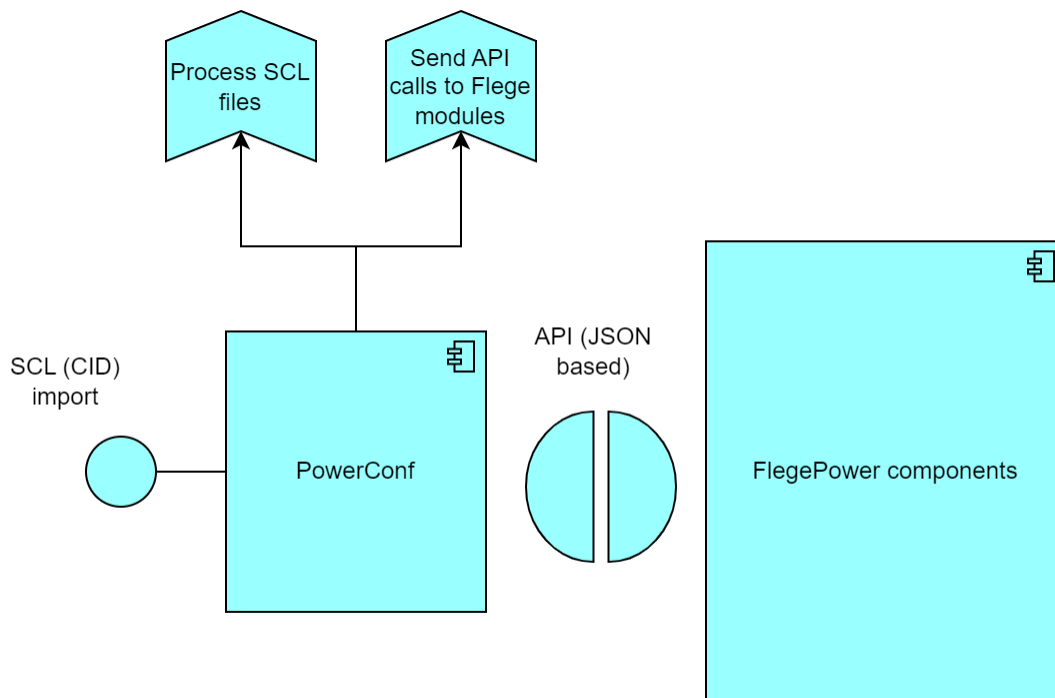 Process SCL
files
Send API
calls to Flege
modules
SCL (CID)
import
PowerConf
API (JSON
based)
FlegePower components